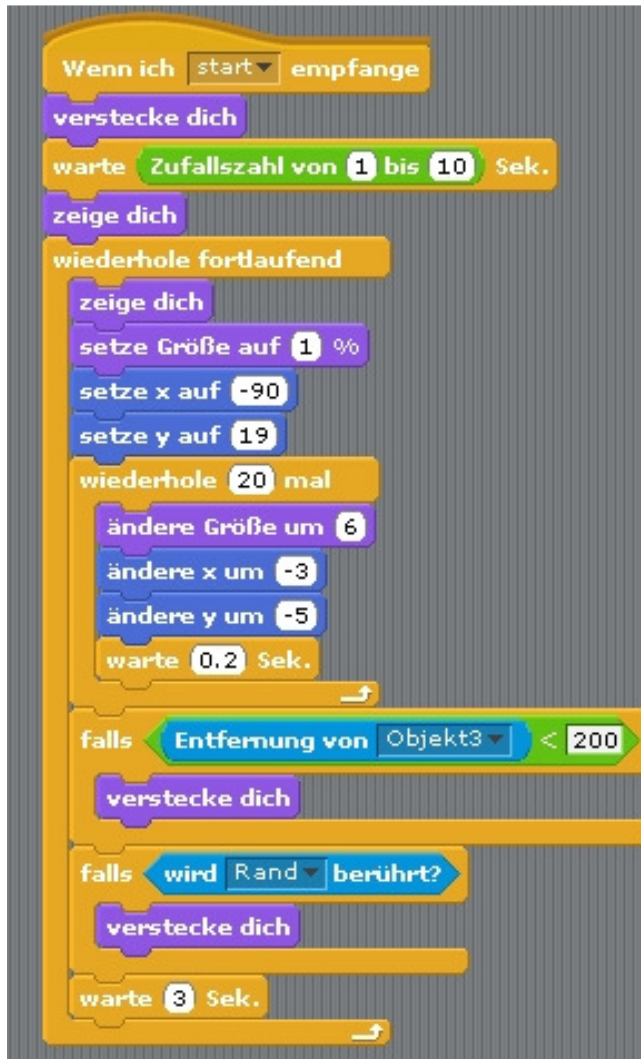 Wenn ich start empfange
verstecke dich
warte Zufallszahl von 1 bis 10 Sek.
zeige dich
wiederhole fortlaufend
zeige dich
setze Größe auf 1 %
setze x auf -90
setze y auf 19
wiederhole 20 mal
ändere Größe um 6
ändere x um -3
ändere y um -5
warte 0.2 Sek.
falls Entfernung von Objekt3 < 200
verstecke dich
falls wird Rand berührt?
verstecke dich
warte 3 Sek.